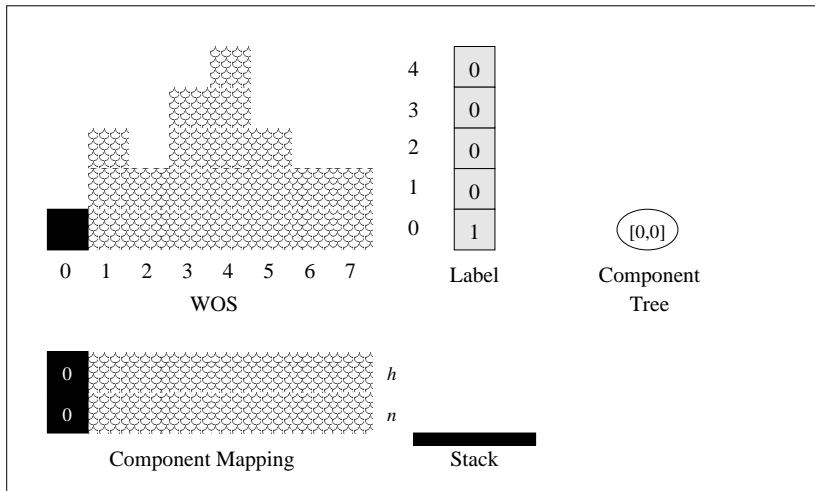 4 0
3 0
2 0
1 0
0 1 [0,0]
0 1 2 3 4 5 6 7 Label Component
WOS Tree
0 h
0 n
Component Mapping Stack